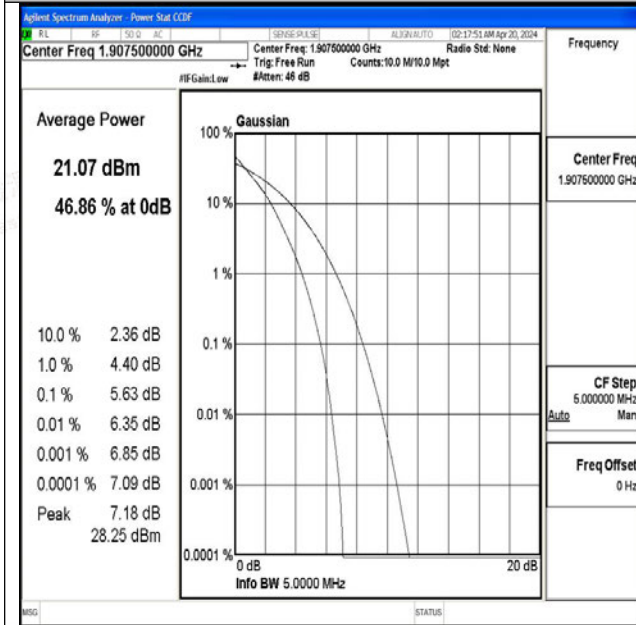 Agilent Spectrum Analyzer - Power Stat CCDF
RL RF 50 Ω AC SENSE:PULSE ALIGN AUTO 02:17:51 AM Apr 20, 2024
Center Freq 1.907500000 GHz
Center Freq: 1.907500000 GHz Radio Std: None
Trig: Free Run Counts:10.0 M/10.0 Mpt
#IFGain:Low #Atten: 46 dB
Frequency
Average Power
21.07 dBm
46.86 % at 0dB
10.0 % 2.36 dB
1.0 % 4.40 dB
0.1 % 5.63 dB
0.01 % 6.35 dB
0.001 % 6.85 dB
0.0001 % 7.09 dB
Peak 7.18 dB
28.25 dBm
Gaussian
100 %
10 %
1 %
0.1 %
0.01 %
0.001 %
0.0001 %
0 dB 20 dB
Info BW 5.0000 MHz
Center Freq
1.907500000 GHz
CF Step
5.000000 MHz
Auto Man
Freq Offset
0 Hz
MSG STATUS